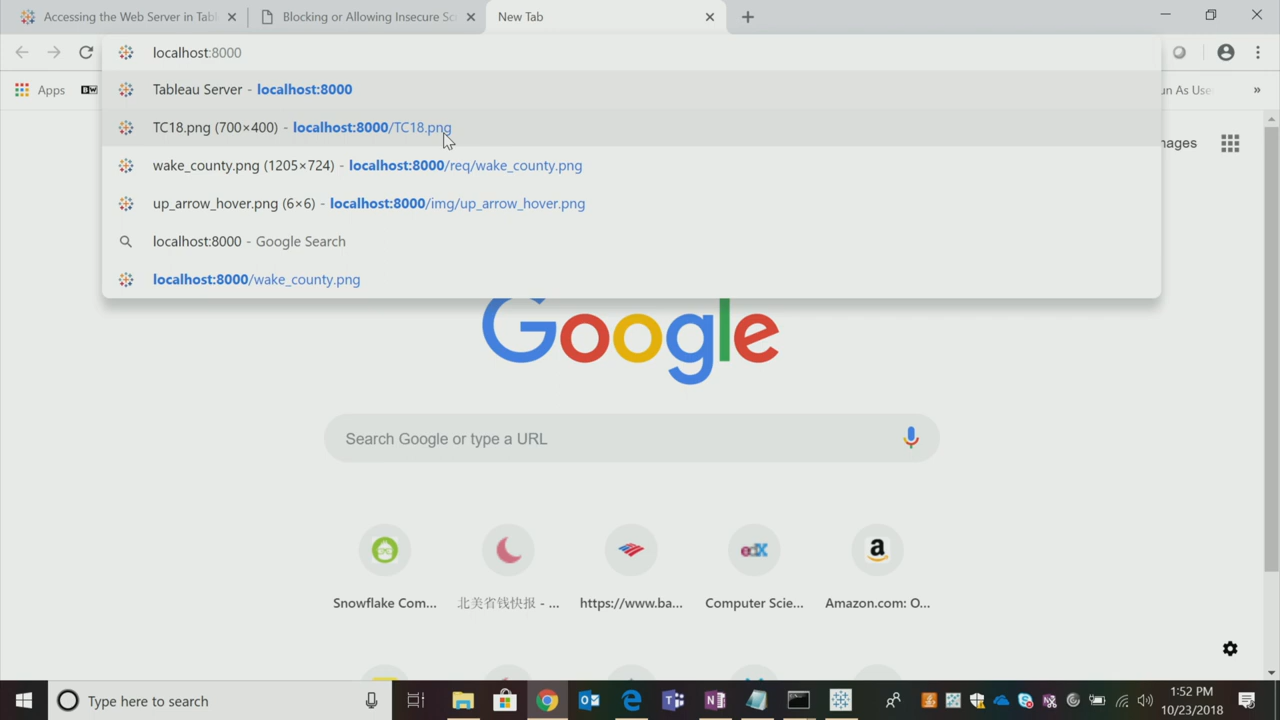 Accessing the Web Server in Tabl
Blocking or Allowing Insecure Sc
New Tab
localhost:8000
Apps
un As Use
Tableau Server - localhost:8000
TC18.png (700×400) - localhost:8000/TC18.png
ages
wake_county.png (1205×724) - localhost:8000/req/wake_county.png
up_arrow_hover.png (6×6) - localhost:8000/img/up_arrow_hover.png
localhost:8000 - Google Search
localhost:8000/wake_county.png
Google
Search Google or type a URL
a
Snowflake Com...
北美省钱快报 - ...
https://www.ba...
Computer Scie...
Amazon.com: O...
Type here to search
1:52 PM
10/23/2018